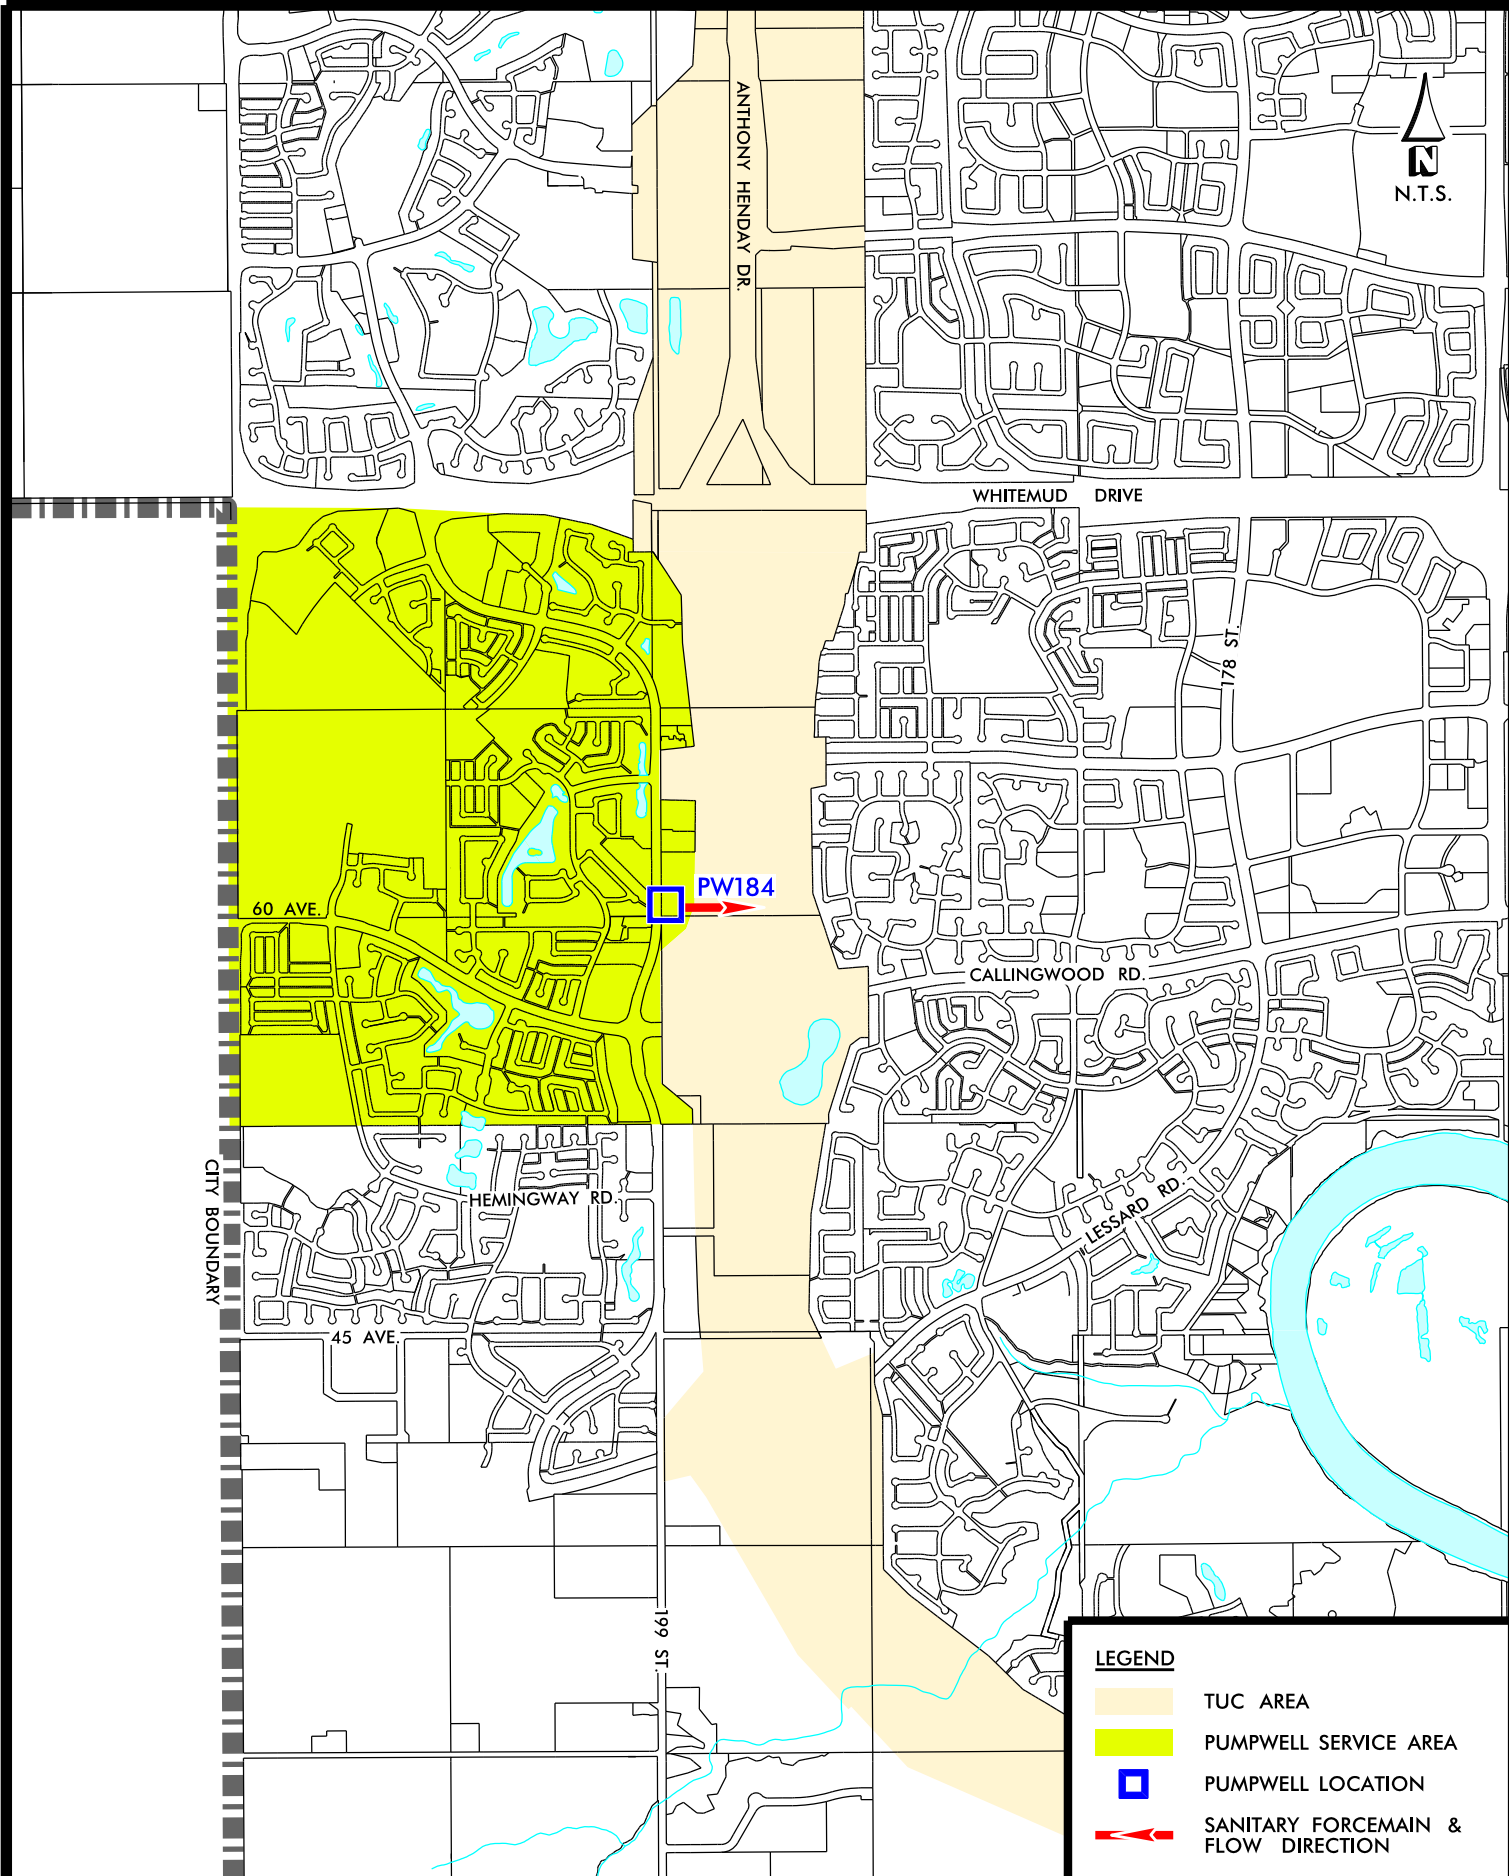 ANTHONY HENDAY DR.
N
N.T.S.
WHITEMUD DRIVE
178 ST.
PW184
60 AVE.
CALLINGWOOD RD.
CITY BOUNDARY
HEMINGWAY RD.
LESSARD RD.
45 AVE.
199 ST.
LEGEND
TUC AREA
PUMPWELL SERVICE AREA
PUMPWELL LOCATION
SANITARY FORCEMAIN &
FLOW DIRECTION